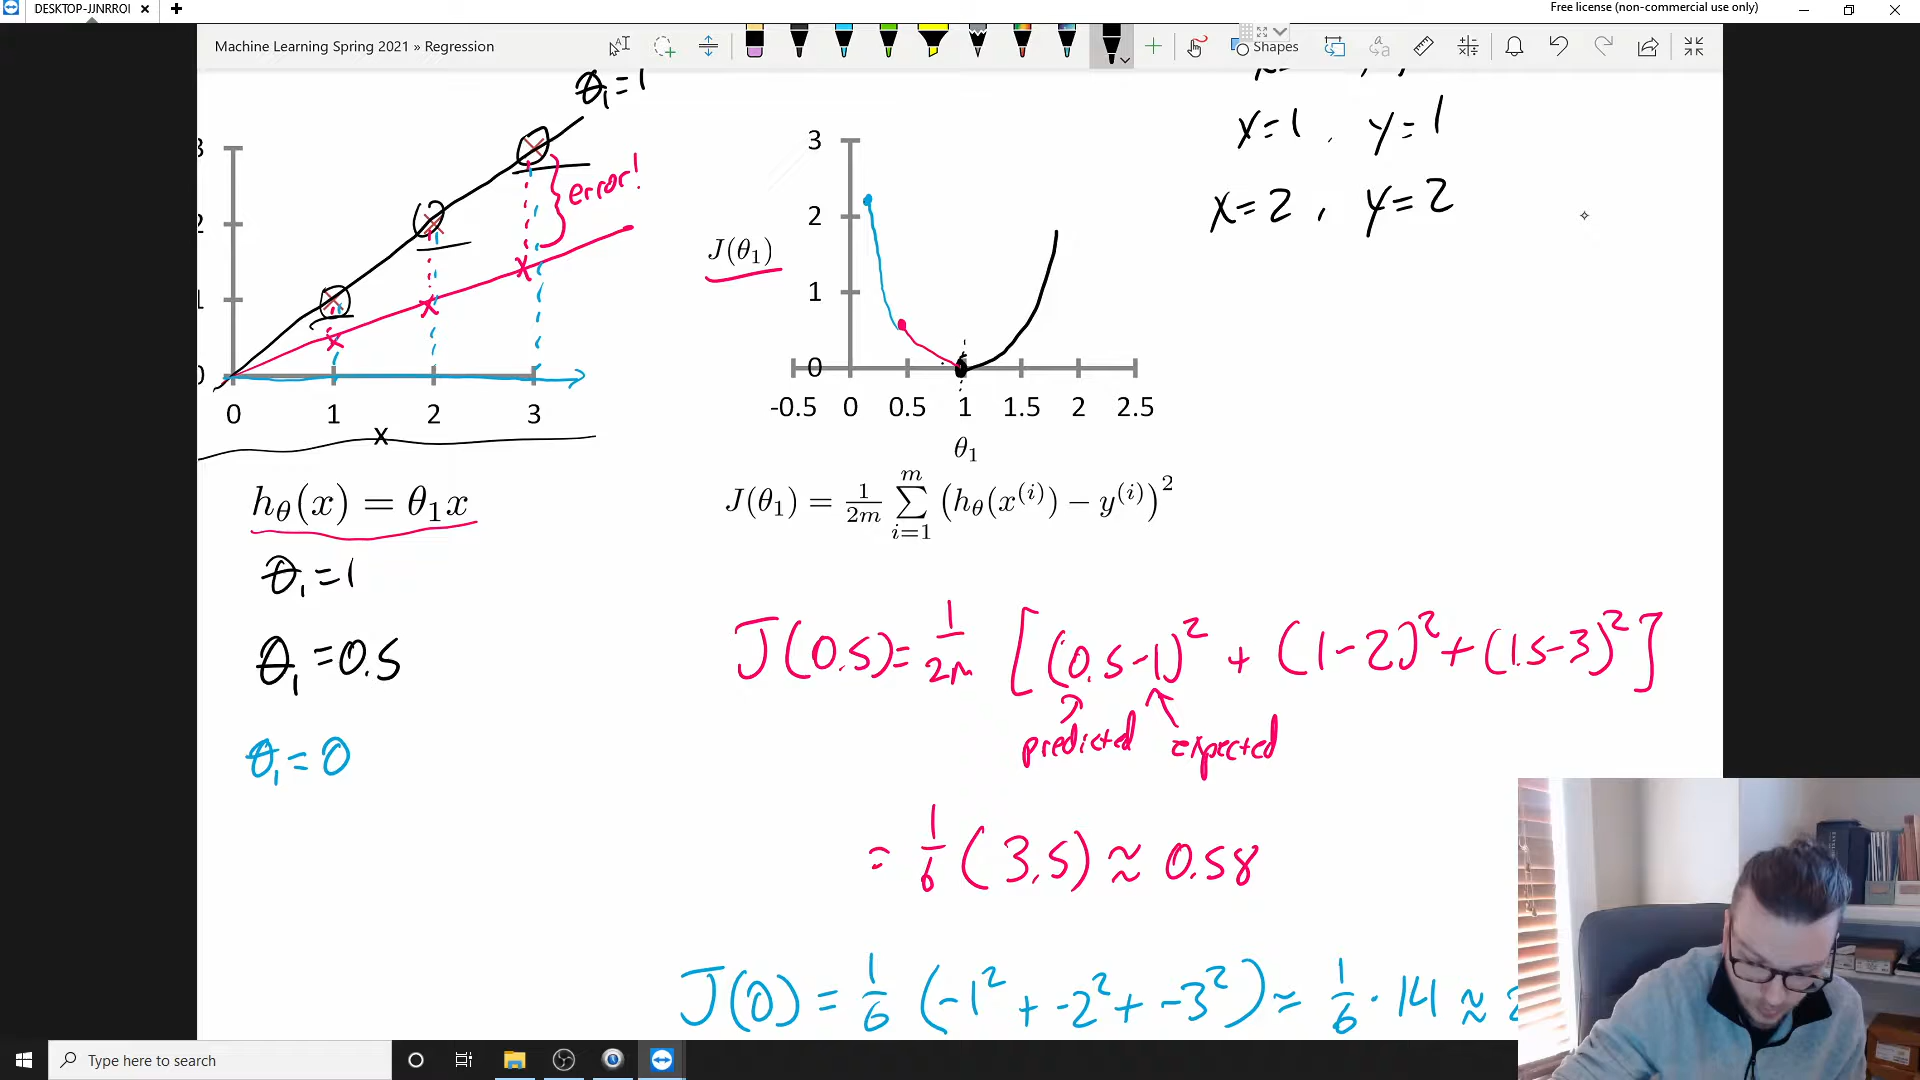 DESKTOP-JJNRROI
Free license (non-commercial use only)
Machine Learning Spring 2021 » Regression
Shapes
θ₁=1
error!
3
2
1
0
0 1 2 3
x
3
2
1
0
J(θ₁)
-0.5 0 0.5 1 1.5 2 2.5
θ₁
x=1, y=1
x=2, y=2
hθ(x) = θ₁x
θ₁=1
θ₁=0.5
θ₁=0
J(θ₁) = 1/2m Σ i=1 m (hθ(x⁽ⁱ⁾) − y⁽ⁱ⁾)²
J(0.5)= 1/2m [(0.5-1)² + (1-2)²+(1.5-3)²]
predicted expected
= 1/6 (3.5) ≈ 0.58
J(0) = 1/6 (-1² + -2² + -3²) ≈ 1/6 · 14 ≈
Type here to search